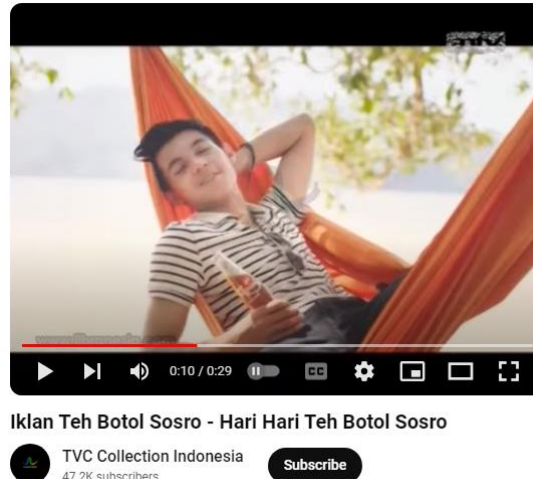 0:10 / 0:29
CC
Iklan Teh Botol Sosro - Hari Hari Teh Botol Sosro
TVC Collection Indonesia
Subscribe
47.2K subscribers